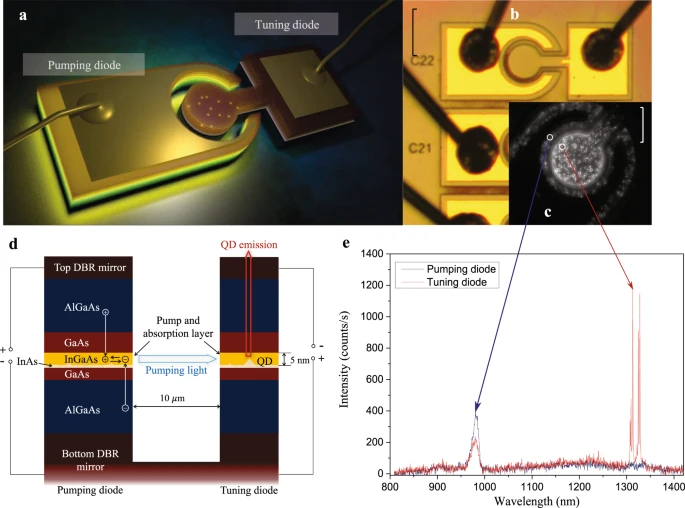 a
Tuning diode
Pumping diode
b
C22
C21
c
d
QD emission
Top DBR mirror
AlGaAs
GaAs
Pump and
absorption layer
+
-
InAs
InGaAs
+
-
Pumping light
QD
5 nm
-
+
GaAs
AlGaAs
-
10 μm
Bottom DBR
mirror
Pumping diode
Tuning diode
e
Pumping diode
Tuning diode
Intensity (counts/s)
1400
1200
1000
800
600
400
200
0
800
900
1000
1100
1200
1300
1400
Wavelength (nm)